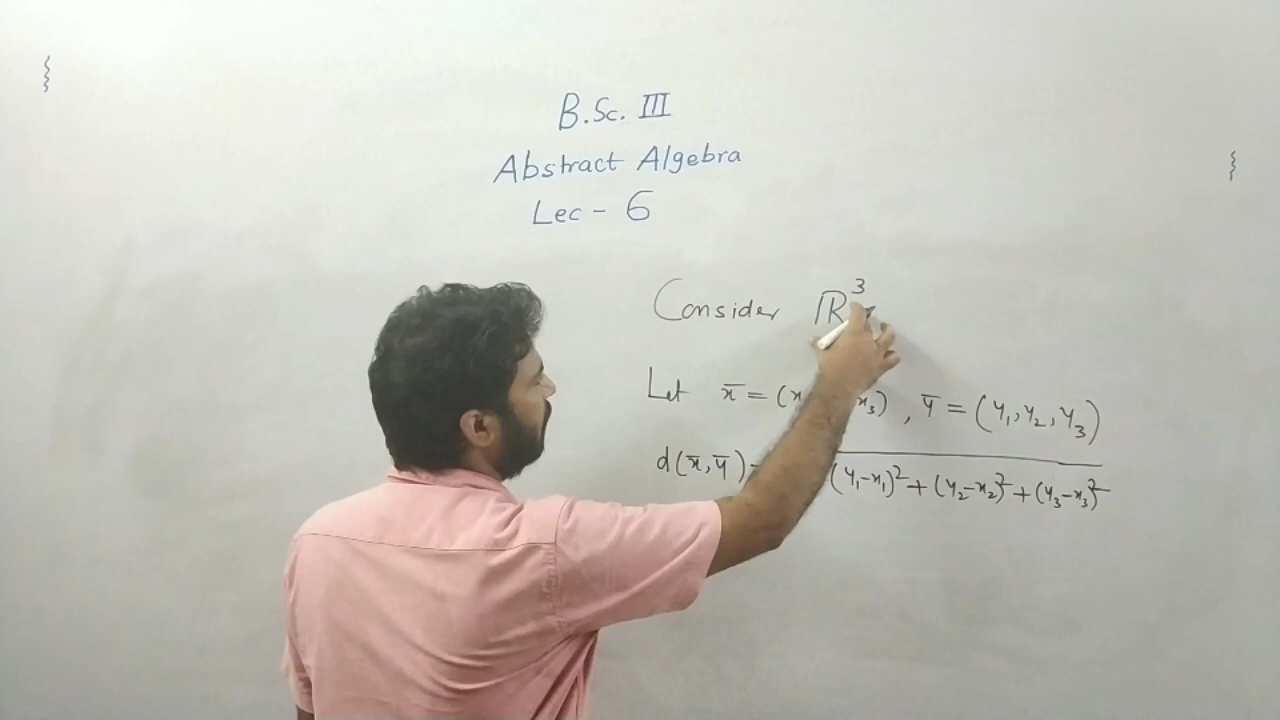 B.Sc. III
Abstract Algebra
Lec - 6
Consider ℝ³
Let x̄ = (x x₃) , ȳ = (y₁, y₂, y₃)
d(x̄, ȳ) (y₁-x₁)² + (y₂-x₂)² + (y₃-x₃)²